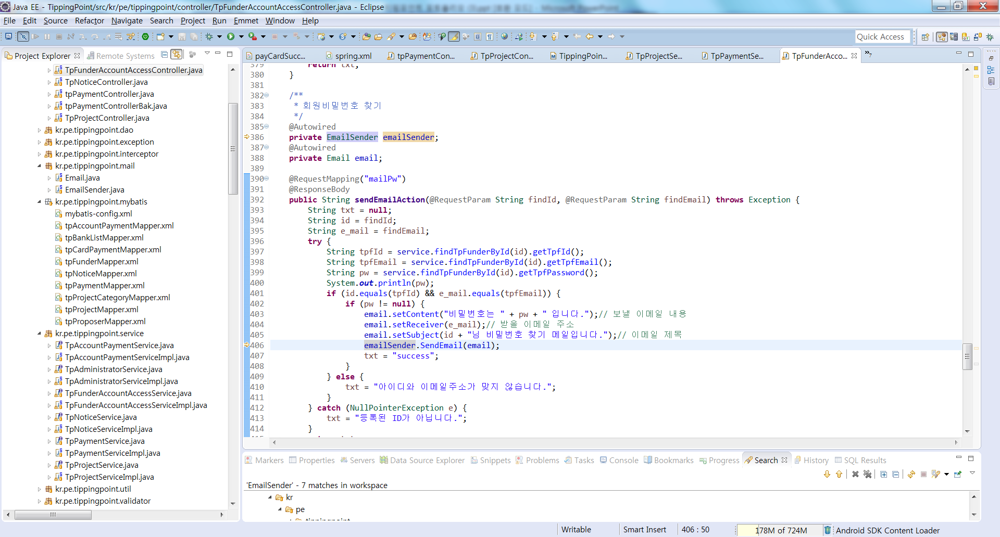 Java EE - TippingPoint/src/kr/pe/tippingpoint/controller/TpFunderAccountAccessController.java - Eclipse
File Edit Source Refactor Navigate Search Project Run Emmet Window Help
Quick Access
Project Explorer Remote Systems
TpFunderAccountAccessController.java
TpNoticeController.java
tpPaymentController.java
tpPaymentControllerBak.java
TpProjectController.java
kr.pe.tippingpoint.dao
kr.pe.tippingpoint.exception
kr.pe.tippingpoint.interceptor
kr.pe.tippingpoint.mail
Email.java
EmailSender.java
kr.pe.tippingpoint.mybatis
mybatis-config.xml
tpAccountPaymentMapper.xml
tpBankListMapper.xml
tpCardPaymentMapper.xml
tpFunderMapper.xml
tpNoticeMapper.xml
tpPaymentMapper.xml
tpProjectCategoryMapper.xml
tpProjectMapper.xml
tpProposerMapper.xml
kr.pe.tippingpoint.service
TpAccountPaymentService.java
TpAccountPaymentServiceImpl.java
TpAdministratorService.java
TpAdministratorServiceImpl.java
TpFunderAccountAccessService.java
TpFunderAccountAccessServiceImpl.java
TpNoticeService.java
TpNoticeServiceImpl.java
TpPaymentService.java
TpPaymentServiceImpl.java
TpProjectService.java
TpProjectServiceImpl.java
kr.pe.tippingpoint.util
kr.pe.tippingpoint.validator
payCardSucc... spring.xml tpPaymentCon... TpProjectCon... TippingPoin... TpProjectSe... TpPaymentSe... TpFunderAcco... »7
379 return txt;
380 }
381
382 /**
383 * 회원비밀번호 찾기
384 */
385 @Autowired
386 private EmailSender emailSender;
387 @Autowired
388 private Email email;
389
390 @RequestMapping("mailPw")
391 @ResponseBody
392 public String sendEmailAction(@RequestParam String findId, @RequestParam String findEmail) throws Exception {
393 String txt = null;
394 String id = findId;
395 String e_mail = findEmail;
396 try {
397 String tpfId = service.findTpFunderById(id).getTpfId();
398 String tpfEmail = service.findTpFunderById(id).getTpfEmail();
399 String pw = service.findTpFunderById(id).getTpfPassword();
400 System.out.println(pw);
401 if (id.equals(tpfId) && e_mail.equals(tpfEmail)) {
402 if (pw != null) {
403 email.setContent("비밀번호는 " + pw + " 입니다.");// 보낼 이메일 내용
404 email.setReceiver(e_mail);// 받을 이메일 주소
405 email.setSubject(id + "님 비밀번호 찾기 메일입니다.");// 이메일 제목
406 emailSender.SendEmail(email);
407 txt = "success";
408 }
409 } else {
410 txt = "아이디와 이메일주소가 맞지 않습니다.";
411 }
412 } catch (NullPointerException e) {
413 txt = "등록된 ID가 아닙니다.";
414 }
Markers Properties Servers Data Source Explorer Snippets Problems Tasks Console Bookmarks Progress Search History SQL Results
'EmailSender' - 7 matches in workspace
kr
pe
tippingpoint
Writable Smart Insert 406 : 50 178M of 724M Android SDK Content Loader